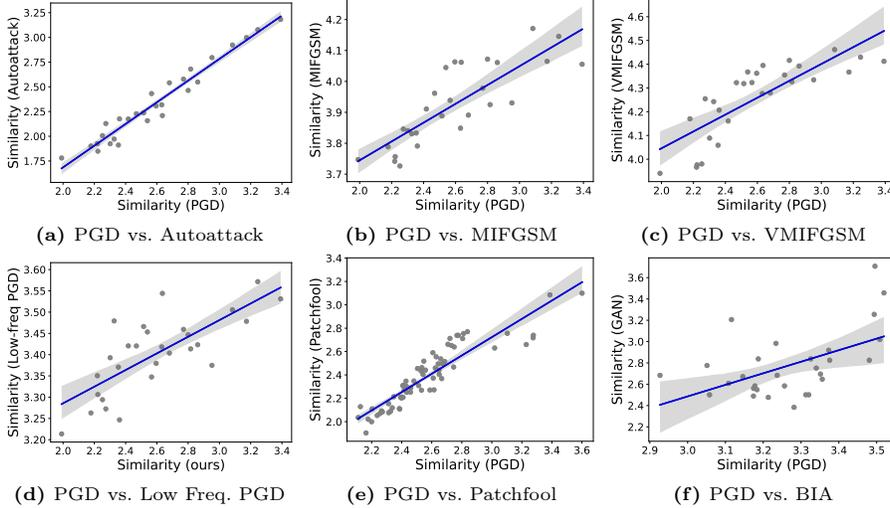 Similarity (Autoattack)
3.25
3.00
2.75
2.50
2.25
2.00
1.75
2.0 2.2 2.4 2.6 2.8 3.0 3.2 3.4
Similarity (PGD)
(a) PGD vs. Autoattack
Similarity (MIFGSM)
4.2
4.1
4.0
3.9
3.8
3.7
2.0 2.2 2.4 2.6 2.8 3.0 3.2 3.4
Similarity (PGD)
(b) PGD vs. MIFGSM
Similarity (VMIFGSM)
4.6
4.5
4.4
4.3
4.2
4.1
4.0
2.0 2.2 2.4 2.6 2.8 3.0 3.2 3.4
Similarity (PGD)
(c) PGD vs. VMIFGSM
Similarity (Low-freq PGD)
3.60
3.55
3.50
3.45
3.40
3.35
3.30
3.25
3.20
2.0 2.2 2.4 2.6 2.8 3.0 3.2 3.4
Similarity (ours)
(d) PGD vs. Low Freq. PGD
Similarity (Patchfool)
3.4
3.2
3.0
2.8
2.6
2.4
2.2
2.0
2.2 2.4 2.6 2.8 3.0 3.2 3.4 3.6
Similarity (PGD)
(e) PGD vs. Patchfool
Similarity (GAN)
3.6
3.4
3.2
3.0
2.8
2.6
2.4
2.2
2.9 3.0 3.1 3.2 3.3 3.4 3.5
Similarity (PGD)
(f) PGD vs. BIA